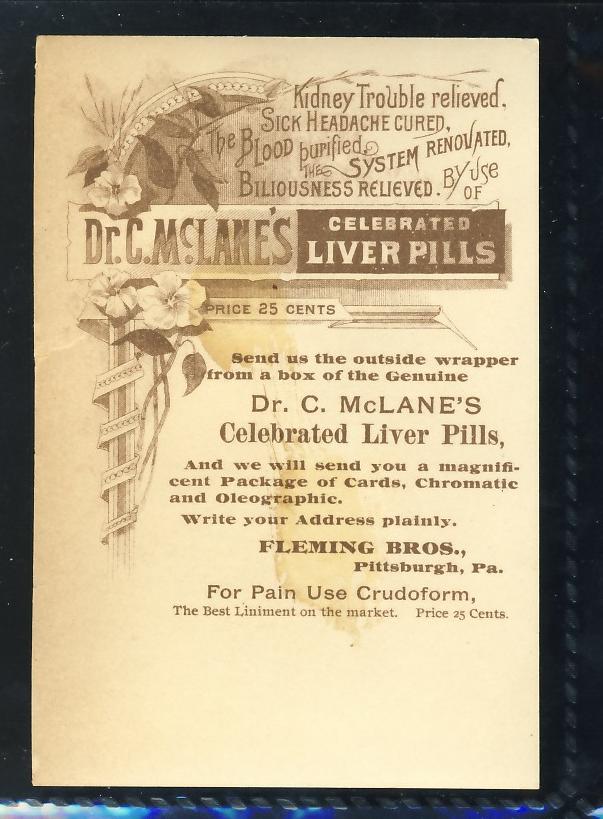 Kidney Trouble relieved.
SICK HEADACHE CURED,
The BLOOD purified.
THE SYSTEM RENOVATED,
BILIOUSNESS RELIEVED. By USE OF
Dr. C. McLANE'S CELEBRATED LIVER PILLS
PRICE 25 CENTS
Send us the outside wrapper
from a box of the Genuine
Dr. C. McLANE'S
Celebrated Liver Pills,
And we will send you a magnifi-
cent Package of Cards, Chromatic
and Oleographic.
Write your Address plainly.
FLEMING BROS.,
Pittsburgh, Pa.
For Pain Use Crudoform,
The Best Liniment on the market. Price 25 Cents.